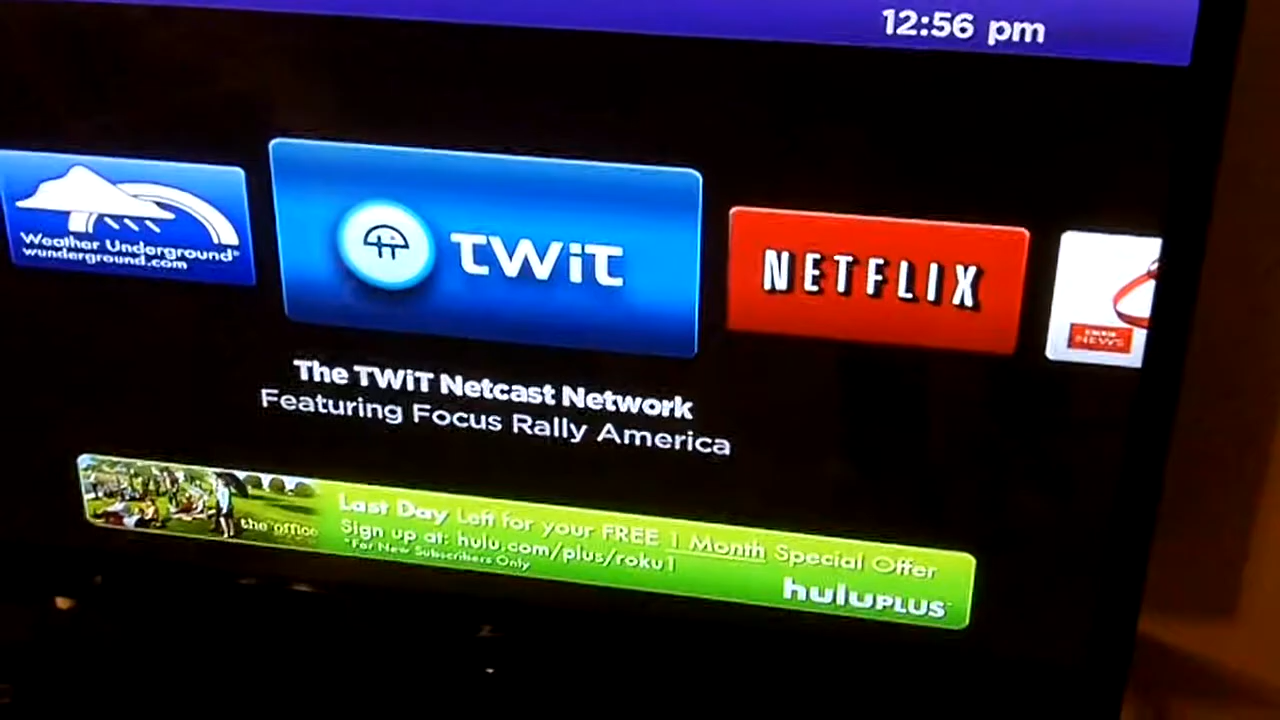 12:56 pm
Weather Underground®
wunderground.com
TWiT
NETFLIX
NEWS
The TWiT Netcast Network
Featuring Focus Rally America
the office
Last Day Left for your FREE 1 Month Special Offer
Sign up at: hulu.com/plus/roku1
*For New Subscribers Only
huluPLUS